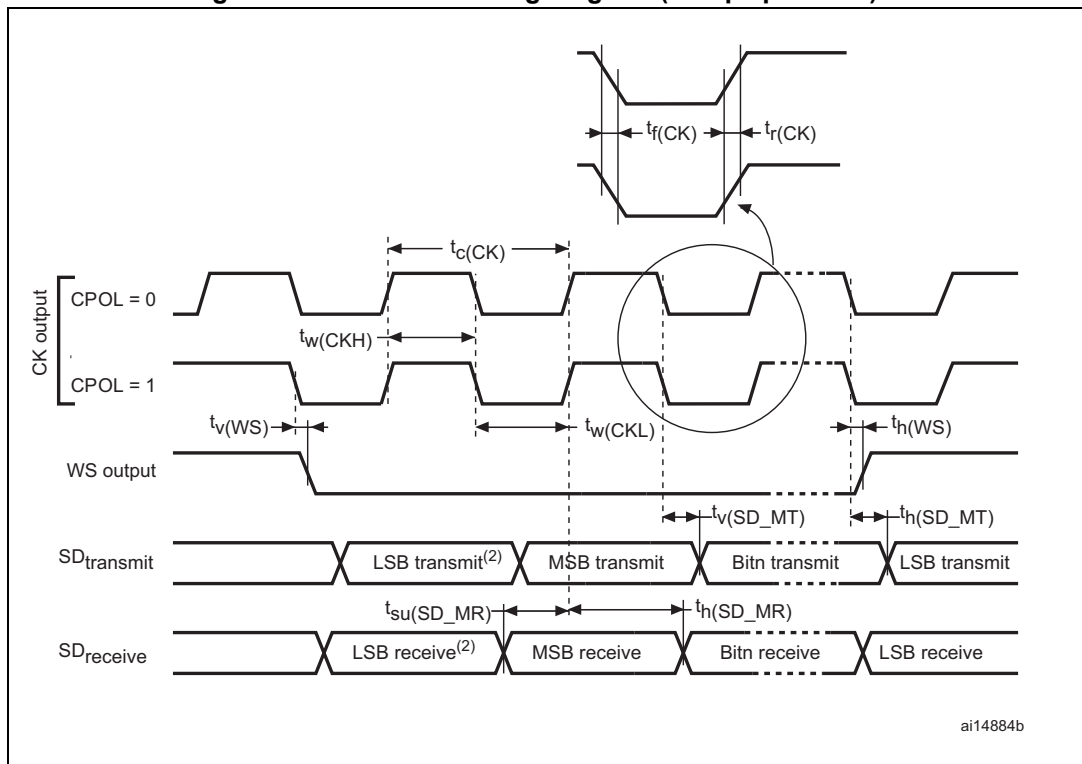 tf(CK)
tr(CK)
tc(CK)
CK output
CPOL = 0
tw(CKH)
CPOL = 1
tv(WS)
tw(CKL)
th(WS)
WS output
tv(SD_MT)
th(SD_MT)
SDtransmit
LSB transmit(2)
MSB transmit
Bitn transmit
LSB transmit
tsu(SD_MR)
th(SD_MR)
SDreceive
LSB receive(2)
MSB receive
Bitn receive
LSB receive
ai14884b